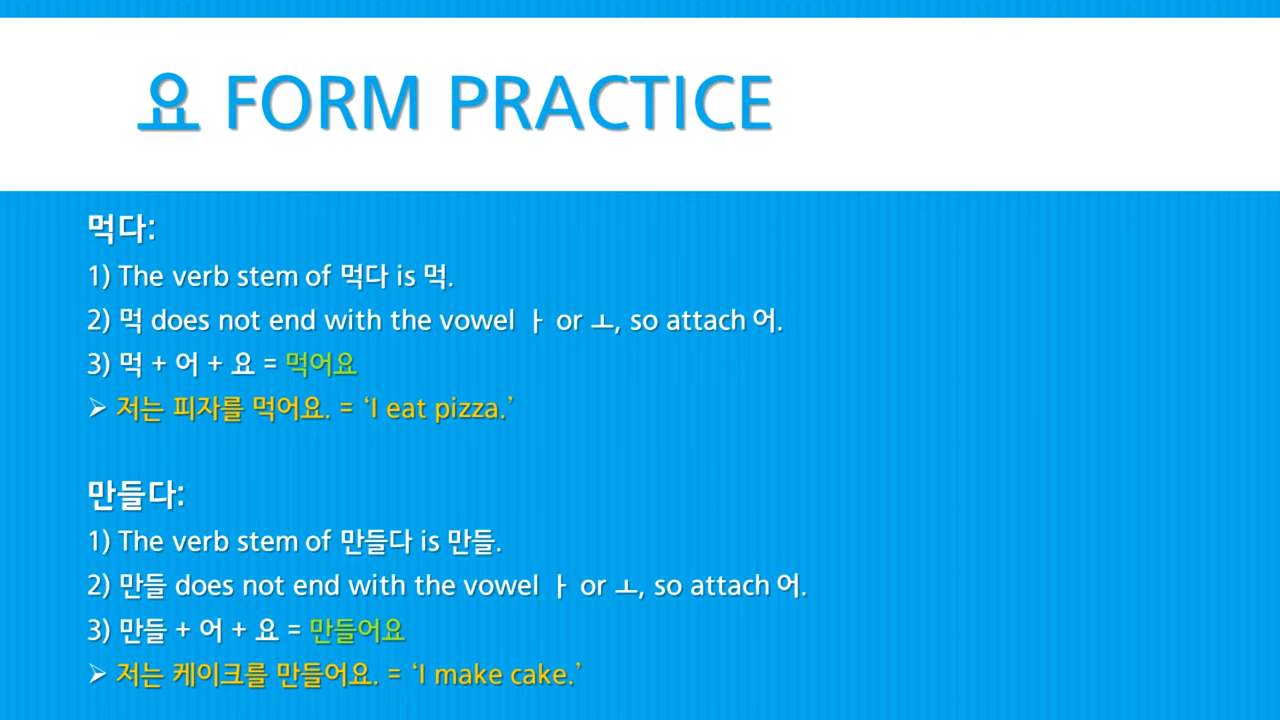 요 FORM PRACTICE
먹다:
1) The verb stem of 먹다 is 먹.
2) 먹 does not end with the vowel ㅏ or ㅗ, so attach 어.
3) 먹 + 어 + 요 = 먹어요
➢ 저는 피자를 먹어요. = ‘I eat pizza.’
만들다:
1) The verb stem of 만들다 is 만들.
2) 만들 does not end with the vowel ㅏ or ㅗ, so attach 어.
3) 만들 + 어 + 요 = 만들어요
➢ 저는 케이크를 만들어요. = ‘I make cake.’